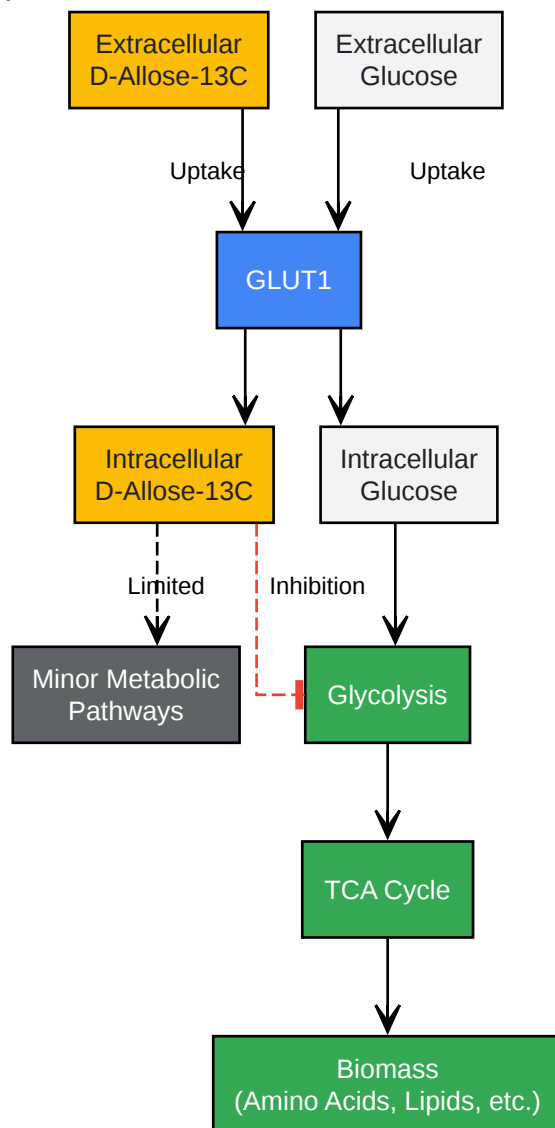 Extracellular
D-Allose-13C
Extracellular
Glucose
Uptake
Uptake
GLUT1
Intracellular
D-Allose-13C
Intracellular
Glucose
Limited
Inhibition
Minor Metabolic
Pathways
Glycolysis
TCA Cycle
Biomass
(Amino Acids, Lipids, etc.)